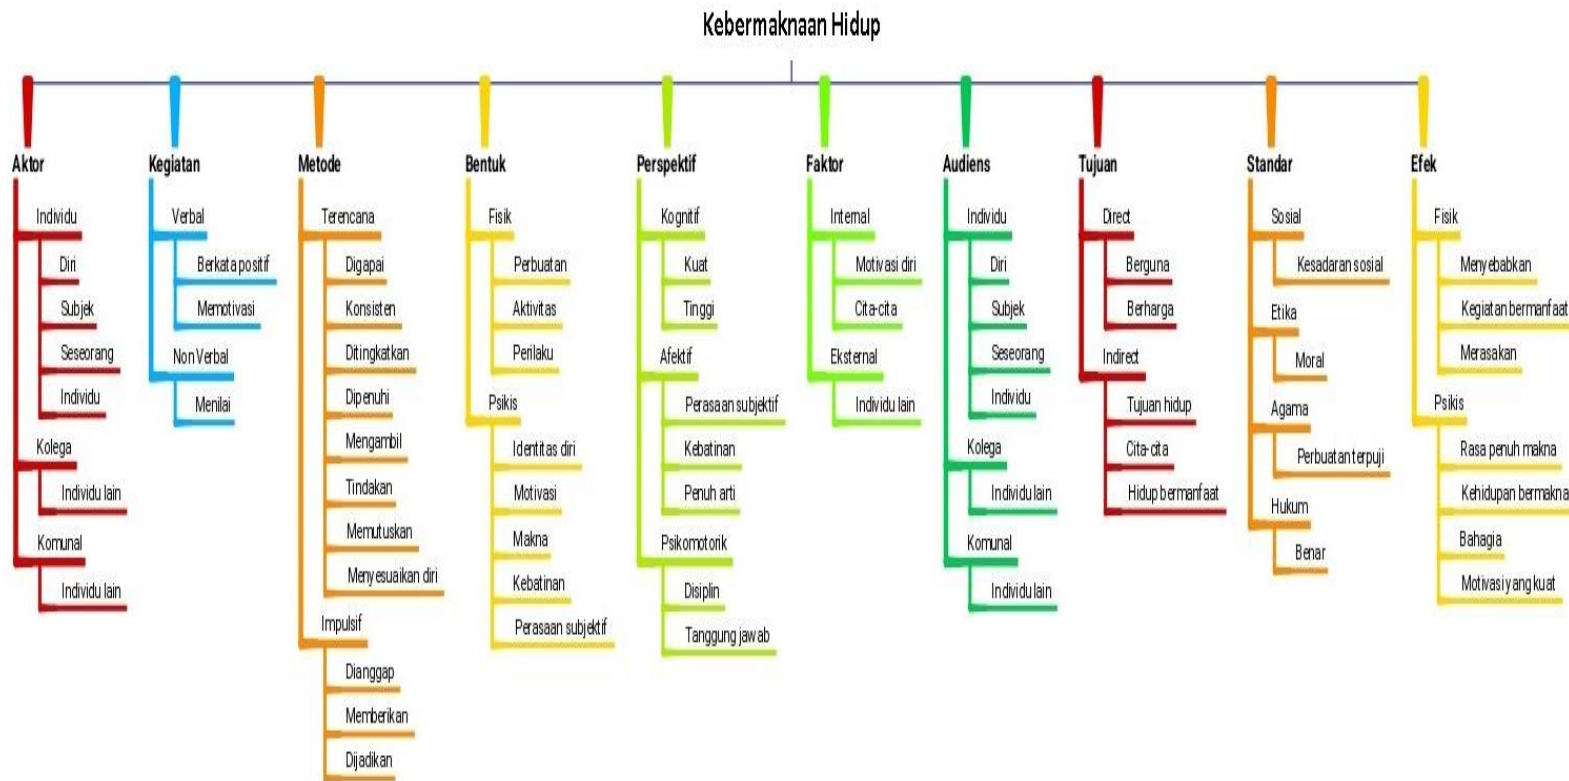 Kebermaknaan Hidup
Aktor
Individu
Diri
Subjek
Seseorang
Individu
Kolega
Individu lain
Komunal
Individu lain
Kegiatan
Verbal
Berkata positif
Memotivasi
Non Verbal
Menilai
Metode
Terencana
Digapai
Konsisten
Ditingkatkan
Dipenuhi
Mengambil
Tindakan
Memutuskan
Menyesuaikan diri
Impulsif
Dianggap
Memberikan
Dijadikan
Bentuk
Fisik
Perbuatan
Aktivitas
Perilaku
Psikis
Identitas diri
Motivasi
Makna
Kebatinan
Perasaan subjektif
Perspektif
Kognitif
Kuat
Tinggi
Afektif
Perasaan subjektif
Kebatinan
Penuh arti
Psikomotorik
Disiplin
Tanggung jawab
Faktor
Internal
Motivasi diri
Cita-cita
Eksternal
Individu lain
Audiens
Individu
Diri
Subjek
Seseorang
Individu
Kolega
Individu lain
Komunal
Individu lain
Tujuan
Direct
Berguna
Berharga
Indirect
Tujuan hidup
Cita-cita
Hidup bermanfaat
Standar
Sosial
Kesadaran sosial
Etika
Moral
Agama
Perbuatan terpuji
Hukum
Benar
Efek
Fisik
Menyebabkan
Kegiatan bermanfaat
Merasakan
Psikis
Rasa penuh makna
Kehidupan bermakna
Bahagia
Motivasi yang kuat